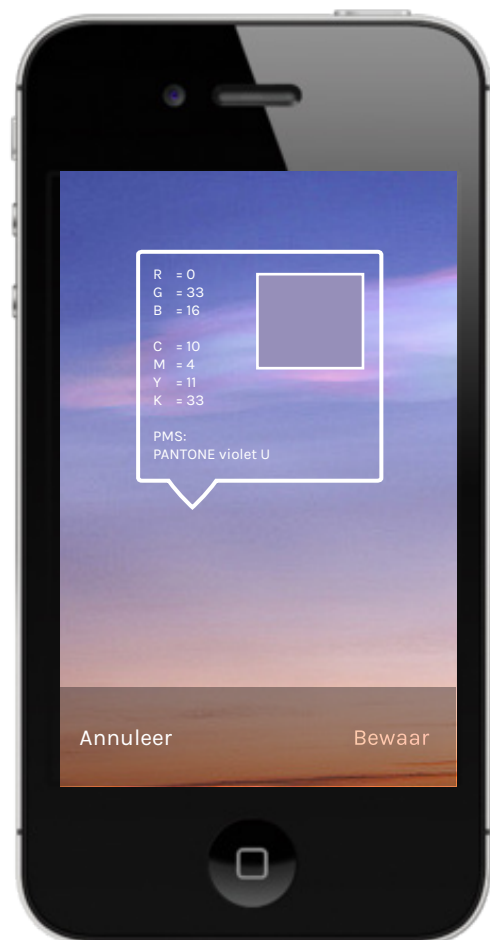 R = 0
G = 33
B = 16
C = 10
M = 4
Y = 11
K = 33
PMS:
PANTONE violet U
Annuleer Bewaar